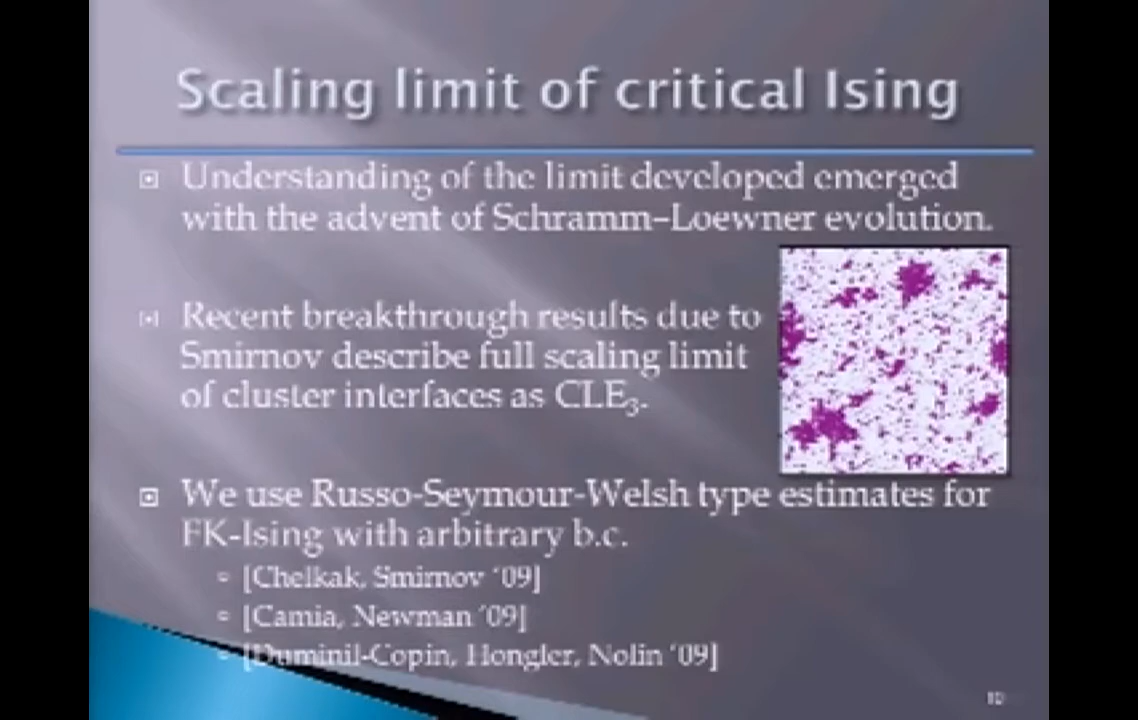 Scaling limit of critical Ising
Understanding of the limit developed emerged
with the advent of Schramm–Loewner evolution.
Recent breakthrough results due to
Smirnov describe full scaling limit
of cluster interfaces as CLE₃.
We use Russo-Seymour-Welsh type estimates for
FK-Ising with arbitrary b.c.
[Chelkak, Smirnov ´09]
[Camia, Newman ´09]
[Duminil-Copin, Hongler, Nolin ´09]
10